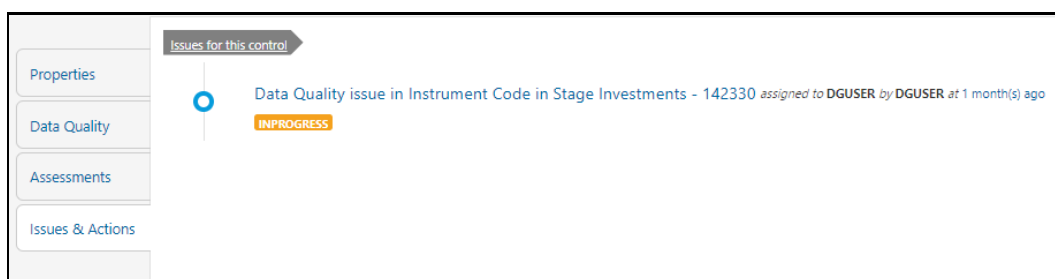 Issues for this control
Properties
Data Quality issue in Instrument Code in Stage Investments - 142330 assigned to DGUSER by DGUSER at 1 month(s) ago
INPROGRESS
Data Quality
Assessments
Issues & Actions